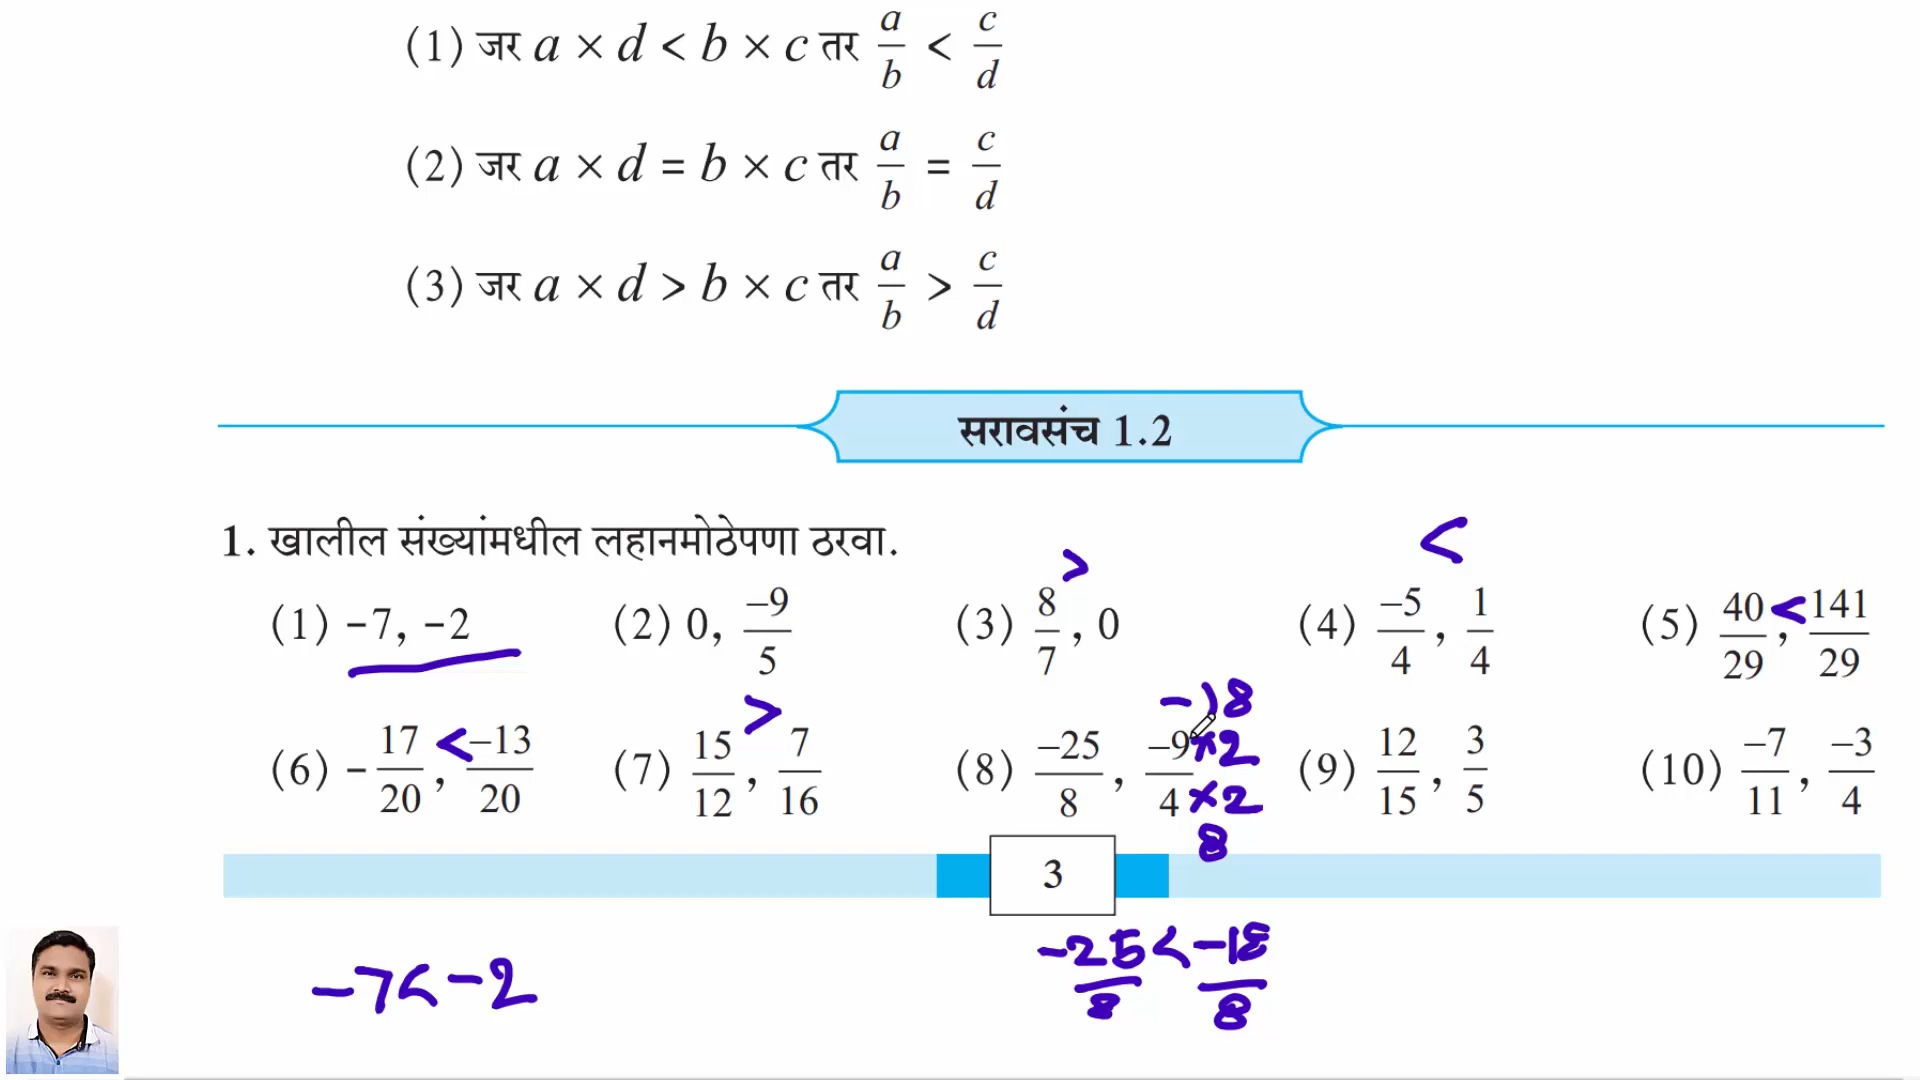 (1) जर a × d < b × c तर a/b < c/d
(2) जर a × d = b × c तर a/b = c/d
(3) जर a × d > b × c तर a/b > c/d
सरावसंच 1.2
1. खालील संख्यांमधील लहानमोठेपणा ठरवा.
> <
(1) -7, -2 (2) 0, –9/5 (3) 8/7, 0 (4) –5/4, 1/4 (5) 40/29, < 141/29
> -18
(6) -17/20, < –13/20 (7) 15/12, 7/16 (8) –25/8, –9/4 ×2 ×2 (9) 12/15, 3/5 (10) –7/11, –3/4
8
3
-7 < -2 -25/8 < -18/8